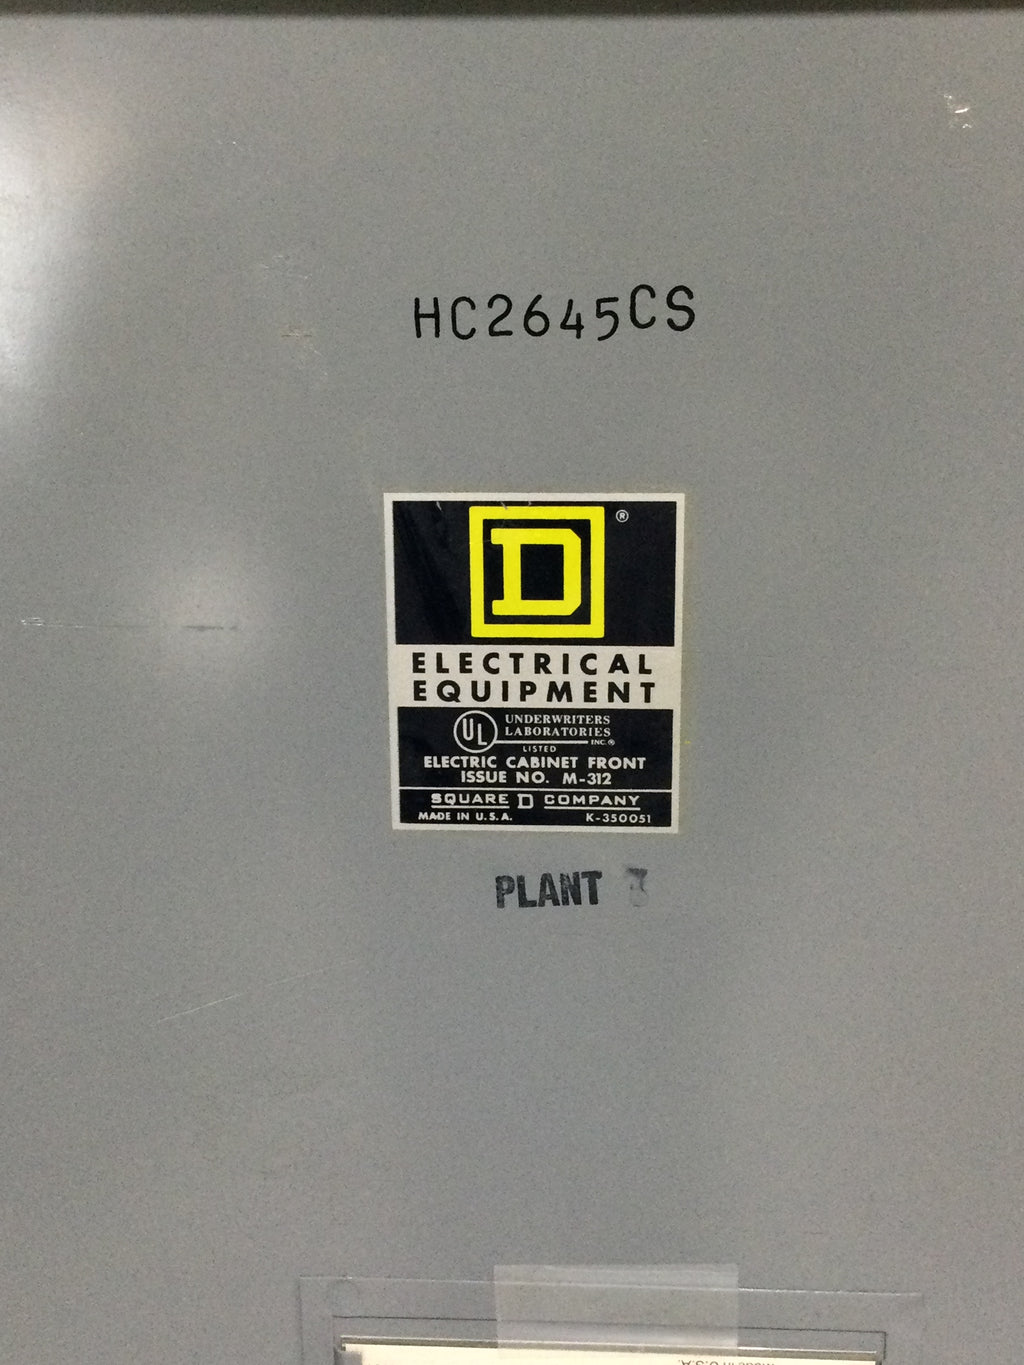 HC2645CS
D ®
ELECTRICAL
EQUIPMENT
UL UNDERWRITERS
LABORATORIES
INC.®
LISTED
ELECTRIC CABINET FRONT
ISSUE NO. M-312
SQUARE D COMPANY
MADE IN U.S.A. K-350051
PLANT 3